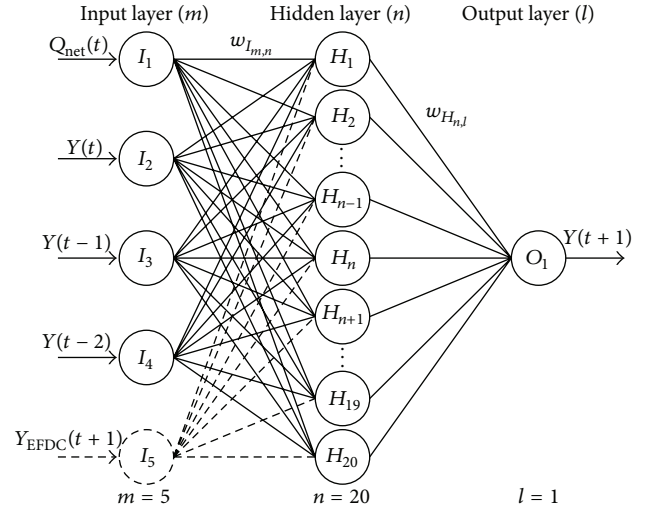 Input layer (m) Hidden layer (n) Output layer (l)
Q_net(t) I_1 w_{I_{m,n}} H_1
Y(t) I_2 H_2 w_{H_{n,l}}
⋮
H_{n−1}
Y(t − 1) I_3 H_n O_1 Y(t + 1)
H_{n+1}
Y(t − 2) I_4
⋮
H_19
Y_EFDC(t + 1) I_5 H_20
m = 5 n = 20 l = 1